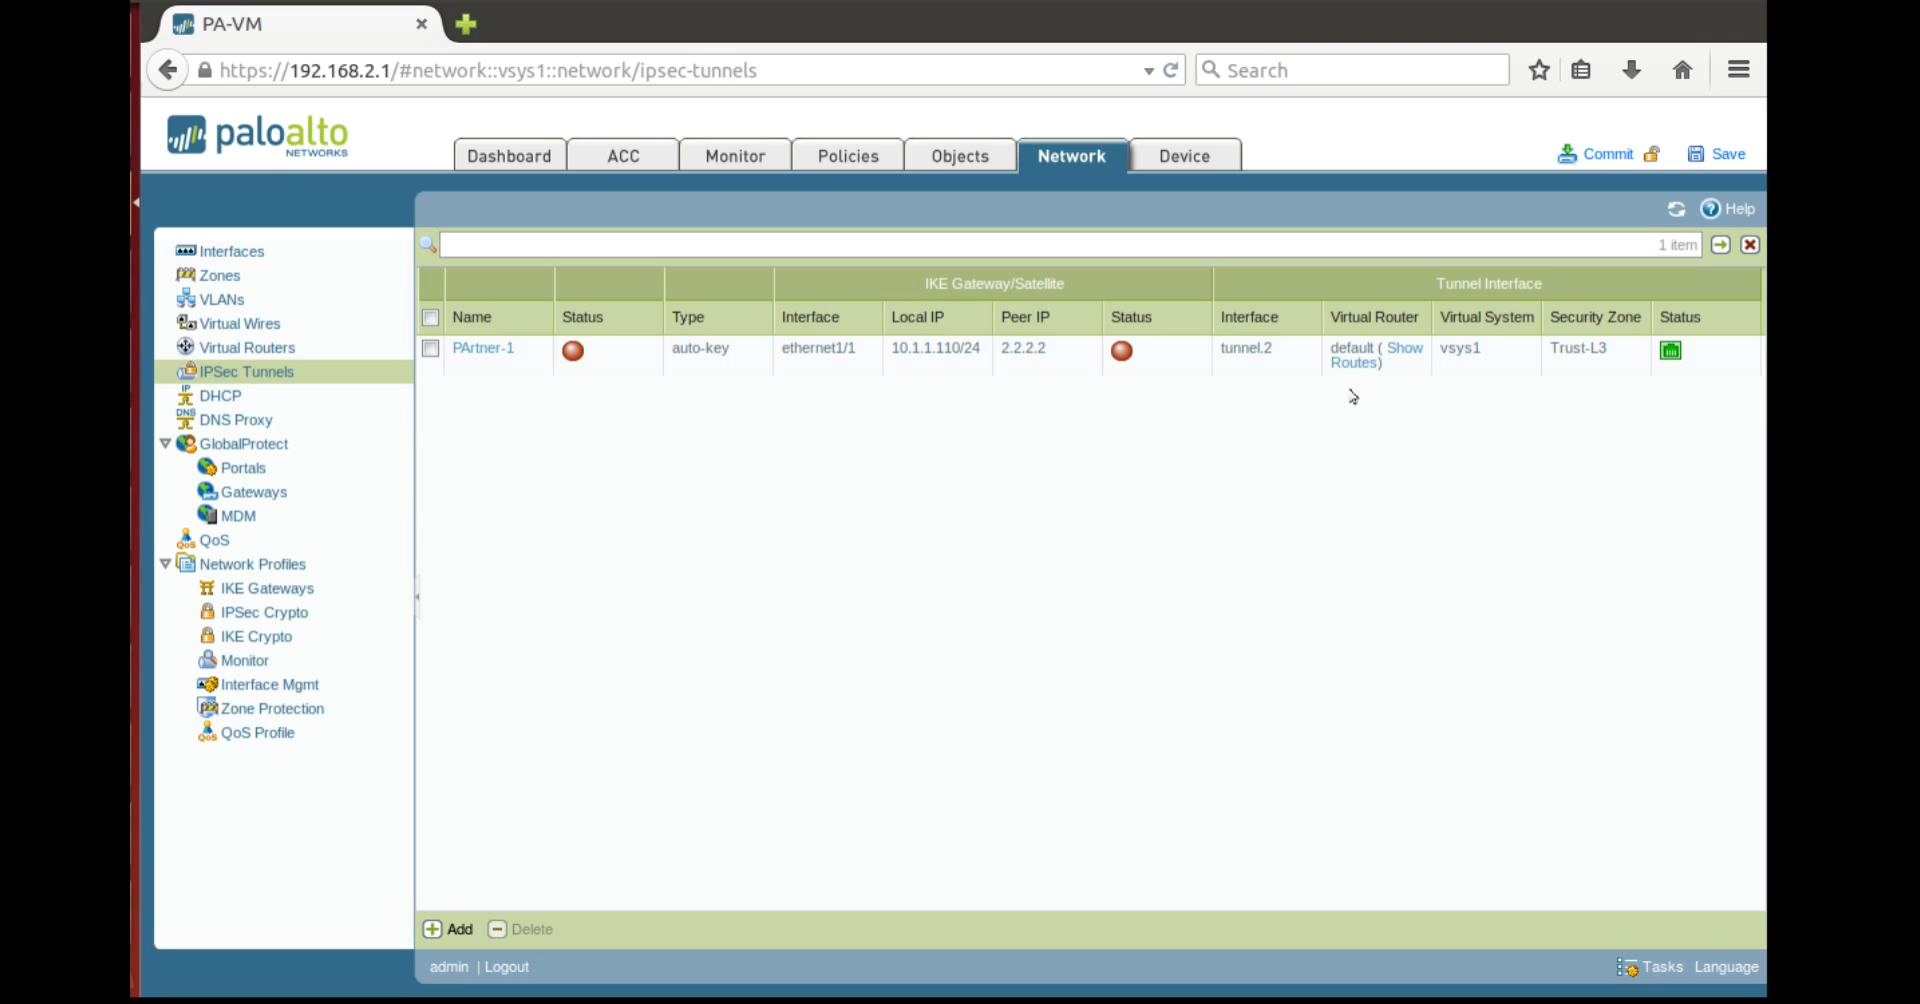 PA-VM
https://192.168.2.1/#network::vsys1::network/ipsec-tunnels
Search
paloalto
NETWORKS
Dashboard
ACC
Monitor
Policies
Objects
Network
Device
Commit
Save
Help
Interfaces
Zones
VLANs
Virtual Wires
Virtual Routers
IPSec Tunnels
IP
DHCP
DNS
DNS Proxy
GlobalProtect
Portals
Gateways
MDM
QoS
QoS
Network Profiles
IKE Gateways
IPSec Crypto
IKE Crypto
Monitor
Interface Mgmt
Zone Protection
QoS
QoS Profile
1 item
IKE Gateway/Satellite
Tunnel Interface
Name
Status
Type
Interface
Local IP
Peer IP
Status
Interface
Virtual Router
Virtual System
Security Zone
Status
PArtner-1
auto-key
ethernet1/1
10.1.1.110/24
2.2.2.2
tunnel.2
default ( Show
Routes)
vsys1
Trust-L3
Add
Delete
admin | Logout
Tasks
Language